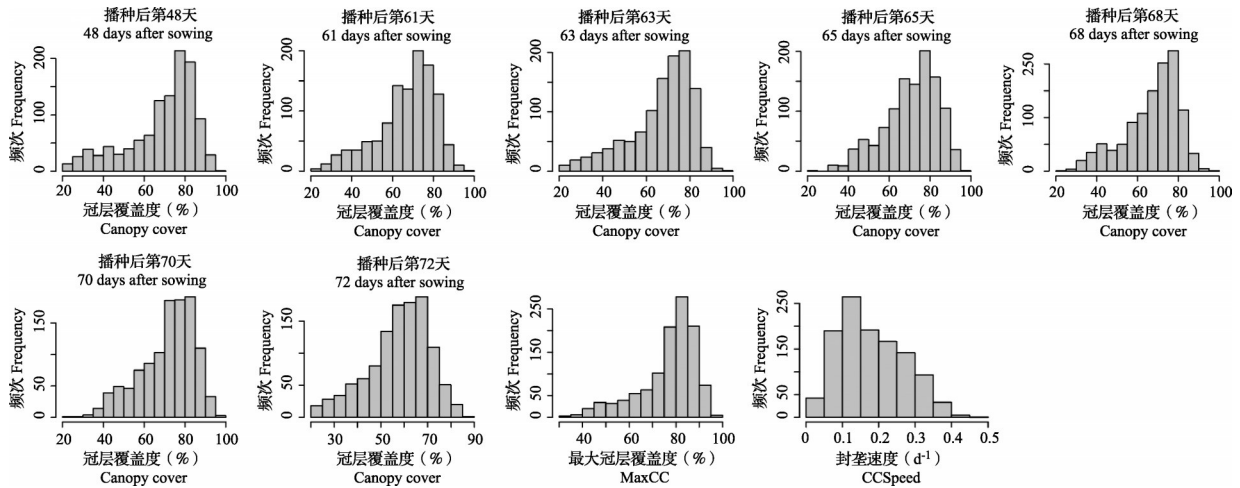 播种后第48天
48 days after sowing
频次 Frequency
0
100
200
20
40
60
80
100
冠层覆盖度（%）
Canopy cover
播种后第61天
61 days after sowing
频次 Frequency
0
100
200
20
40
60
80
100
冠层覆盖度（%）
Canopy cover
播种后第63天
63 days after sowing
频次 Frequency
0
100
200
20
40
60
80
100
冠层覆盖度（%）
Canopy cover
播种后第65天
65 days after sowing
频次 Frequency
0
100
200
20
40
60
80
100
冠层覆盖度（%）
Canopy cover
播种后第68天
68 days after sowing
频次 Frequency
0
50
150
250
20
40
60
80
100
冠层覆盖度（%）
Canopy cover
播种后第70天
70 days after sowing
频次 Frequency
0
50
150
20
40
60
80
100
冠层覆盖度（%）
Canopy cover
播种后第72天
72 days after sowing
频次 Frequency
0
50
150
30
50
70
90
冠层覆盖度（%）
Canopy cover
频次 Frequency
0
50
150
250
40
60
80
100
最大冠层覆盖度（%）
MaxCC
频次 Frequency
0
50
150
250
0
0.1
0.2
0.3
0.4
0.5
封垄速度（d⁻¹）
CCSpeed